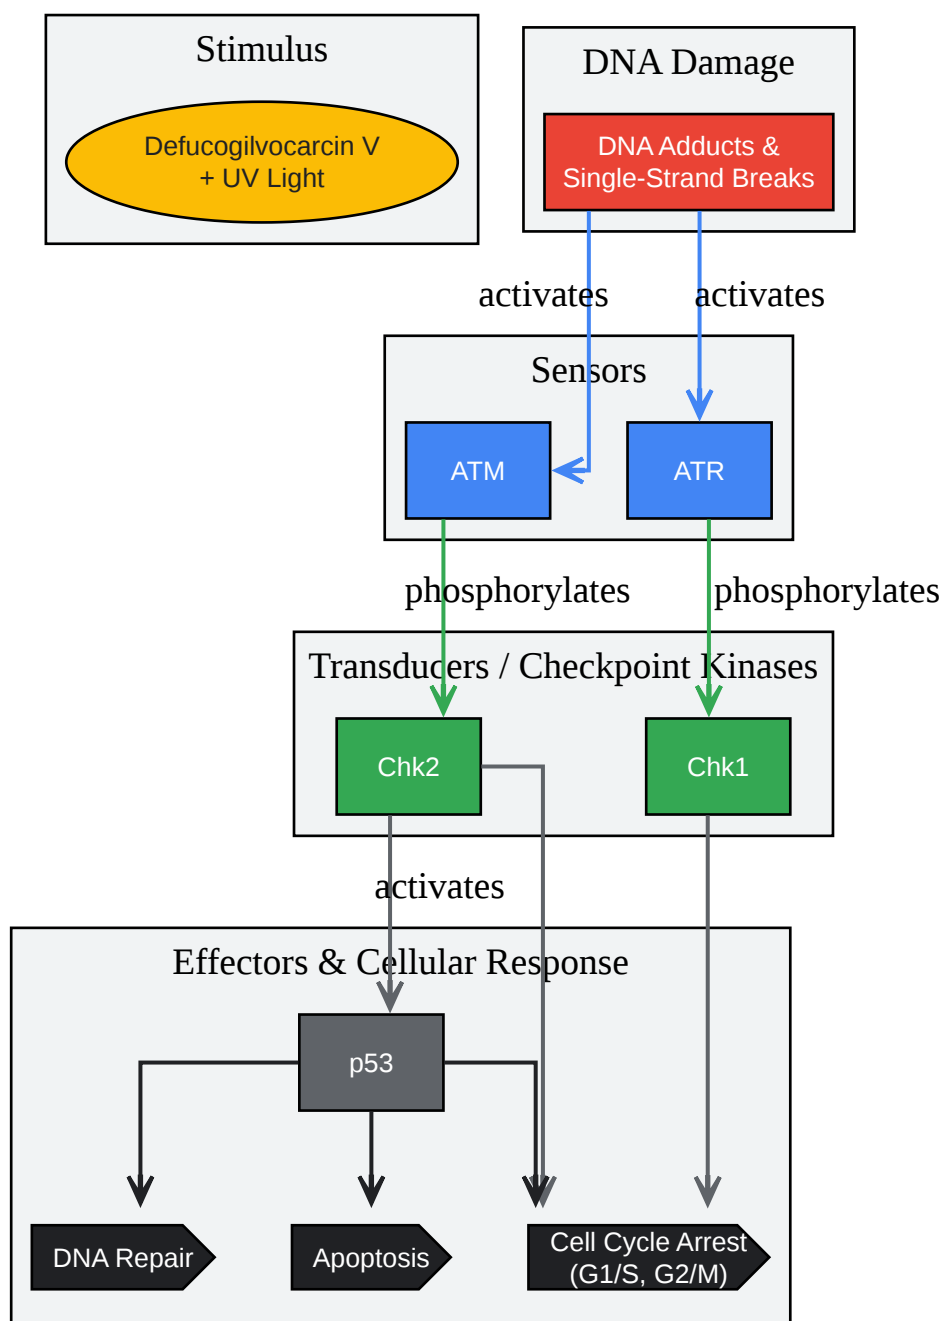 Stimulus
Defucogilvocarcin V
+ UV Light
DNA Damage
DNA Adducts &
Single-Strand Breaks
activates
activates
Sensors
ATM
ATR
phosphorylates
phosphorylates
Transducers / Checkpoint Kinases
Chk2
Chk1
activates
Effectors & Cellular Response
p53
DNA Repair
Apoptosis
Cell Cycle Arrest
(G1/S, G2/M)